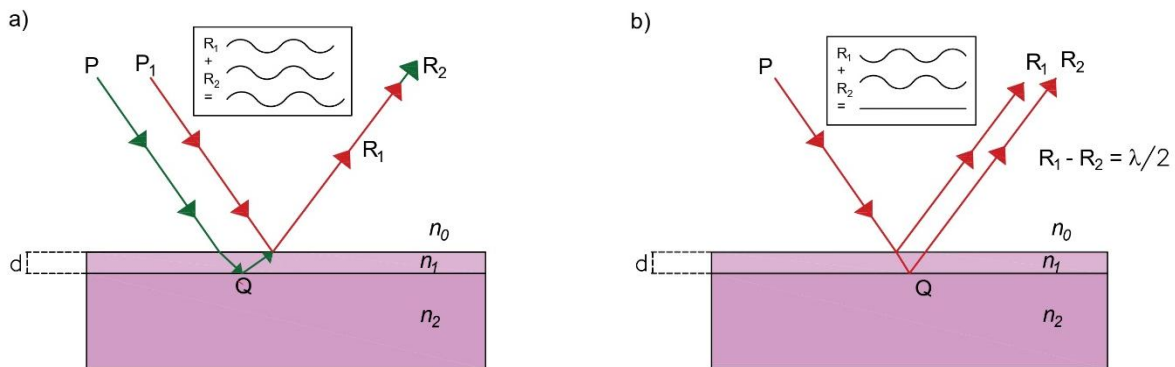 a)
P
P₁
R₁
+
R₂
=
R₂
R₁
n₀
d
n₁
Q
n₂
b)
P
R₁
+
R₂
=
R₁
R₂
R₁ - R₂ = λ/2
n₀
d
n₁
Q
n₂